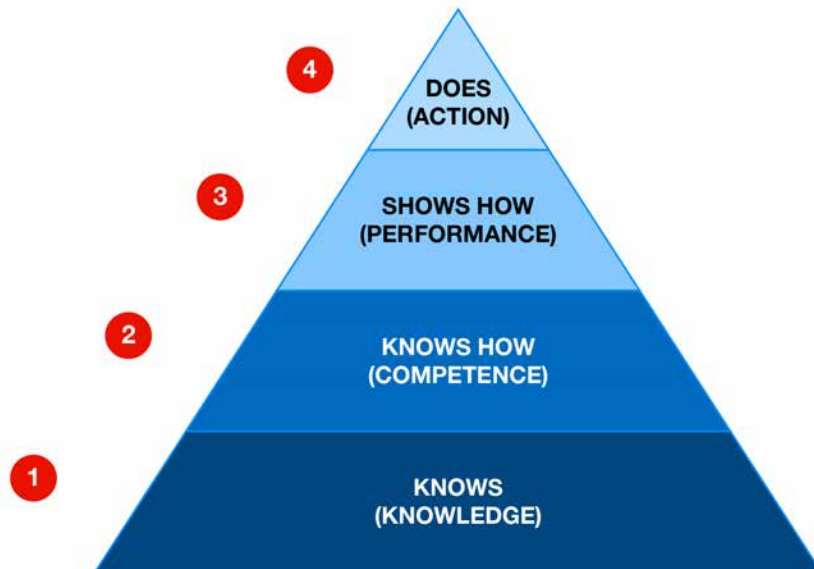 4
DOES
(ACTION)
3
SHOWS HOW
(PERFORMANCE)
2
KNOWS HOW
(COMPETENCE)
1
KNOWS
(KNOWLEDGE)